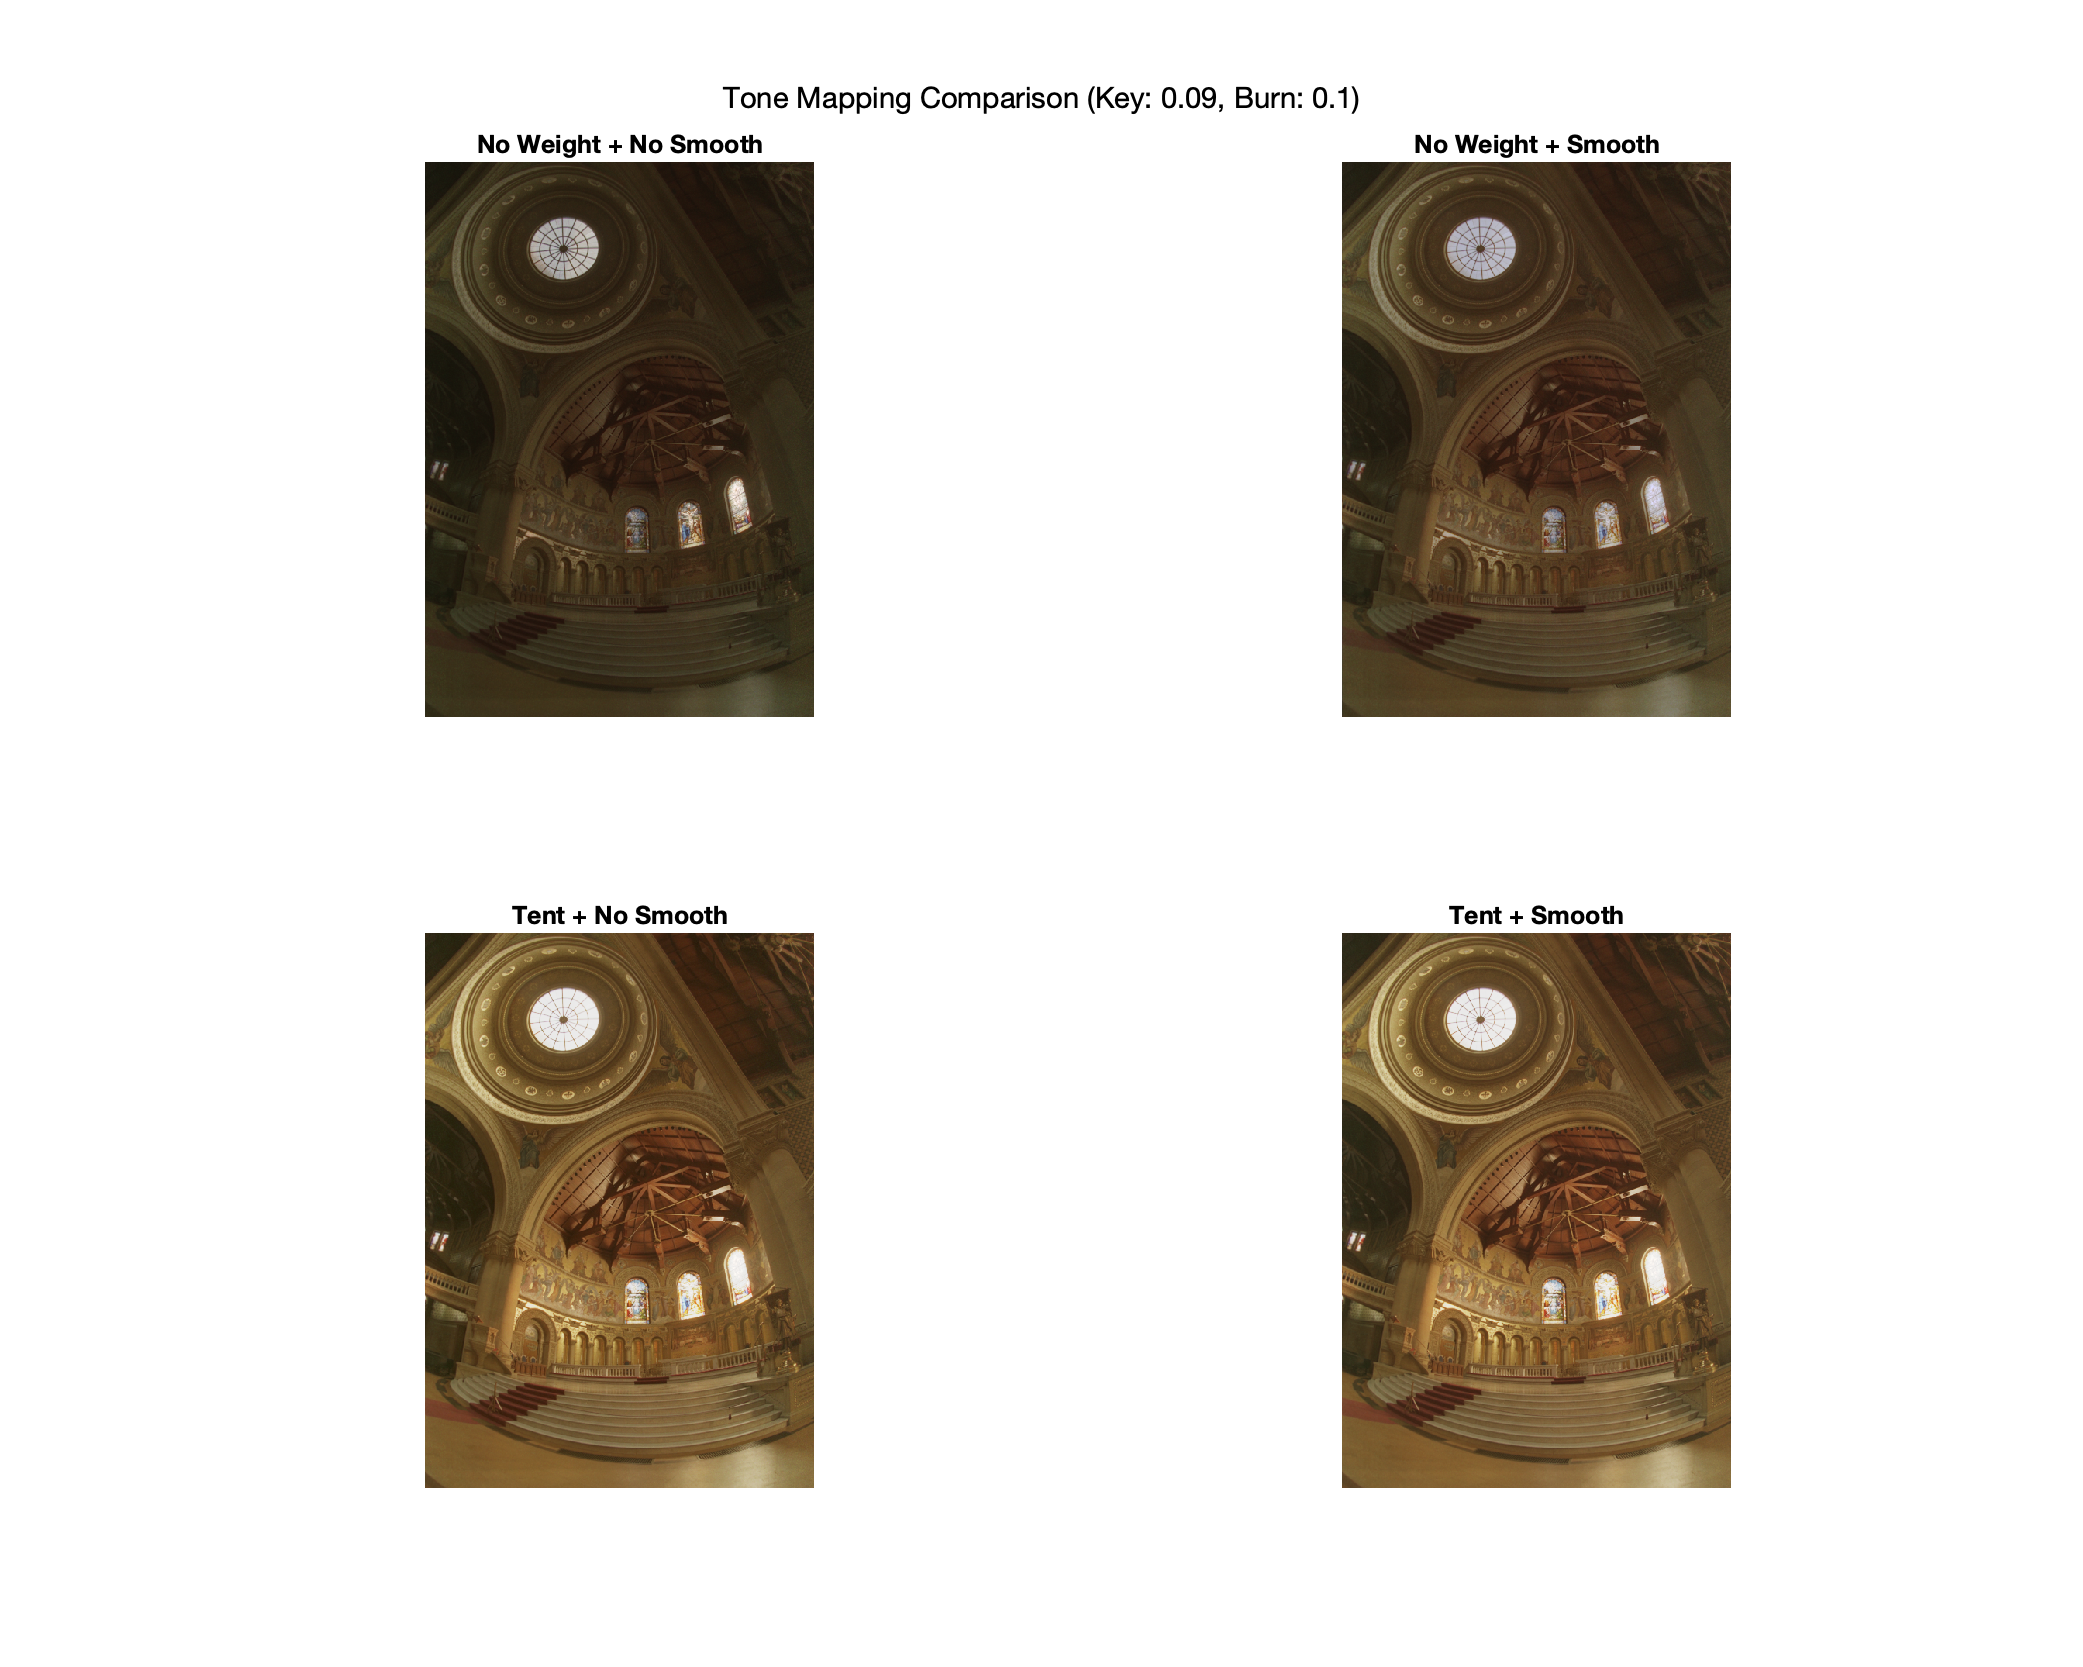 Tone Mapping Comparison (Key: 0.09, Burn: 0.1)
No Weight + No Smooth
No Weight + Smooth
Tent + No Smooth
Tent + Smooth